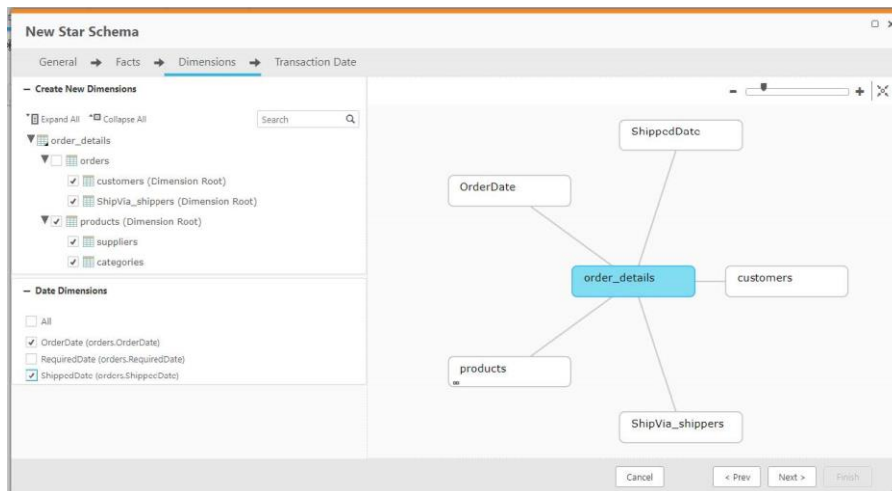 New Star Schema
General → Facts → Dimensions → Transaction Date
Create New Dimensions
Expand All Collapse All Search
order_details
orders
customers (Dimension Root)
ShipVia_shippers (Dimension Root)
products (Dimension Root)
suppliers
categories
Date Dimensions
All
OrderDate (orders.OrderDate)
RequiredDate (orders.RequiredDate)
ShippedDate (orders.ShippedDate)
ShippedDate
OrderDate
order_details
customers
products
ShipVia_shippers
Cancel < Prev Next > Finish